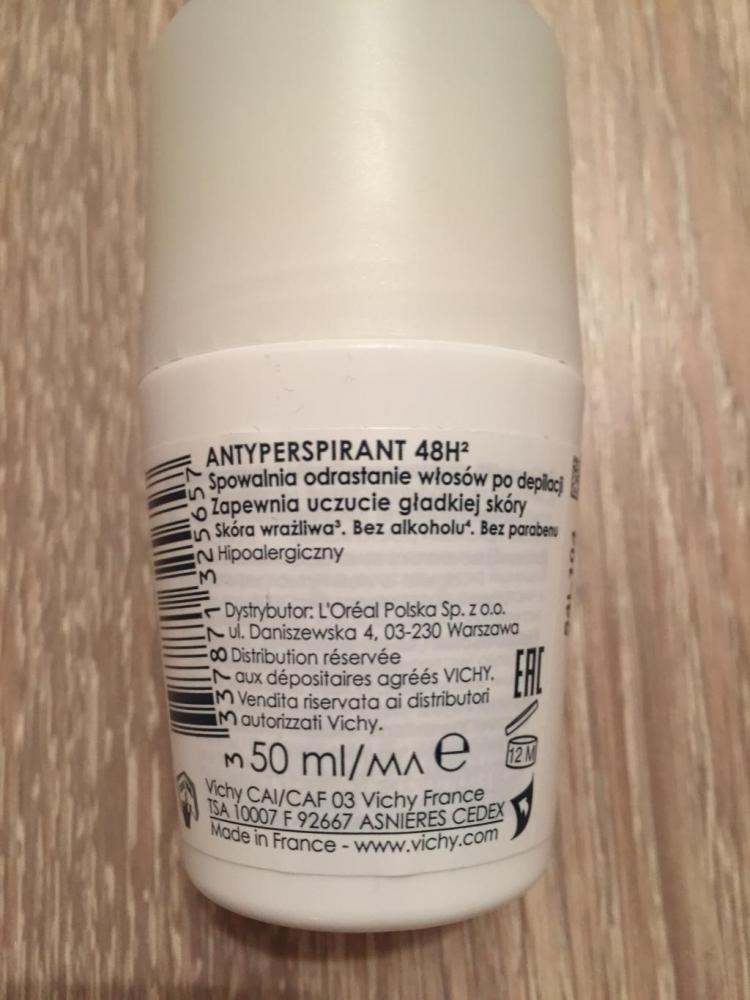 ANTYPERSPIRANT 48H²
Spowalnia odrastanie włosów po depilacji
Zapewnia uczucie gładkiej skóry
Skóra wrażliwa³. Bez alkoholu⁴. Bez parabenu
Hipoalergiczny
Dystrybutor: L'Oréal Polska Sp. z o.o.
ul. Daniszewska 4, 03-230 Warszawa
Distribution réservée
aux dépositaires agréés VICHY.
Vendita riservata ai distributori
autorizzati Vichy.
EAC
12 M
50 ml/мл e
Vichy CAI/CAF 03 Vichy France
TSA 10007 F 92667 ASNIÈRES CEDEX
Made in France - www.vichy.com
3 337871 325657